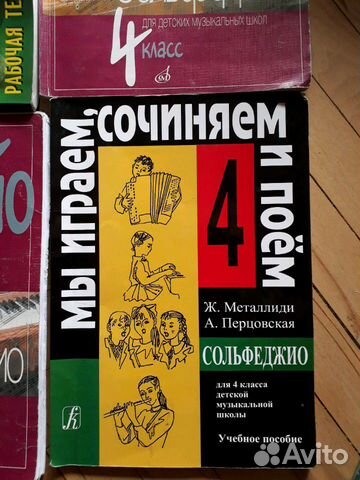 РАБОЧАЯ ТЕ
для детских музыкальных школ
4 класс
мы играем,
сочиняем
и поём
4
Ж. Металлиди
А. Перцовская
СОЛЬФЕДЖИО
для 4 класса
детской
музыкальной
школы
Учебное пособие
Avito